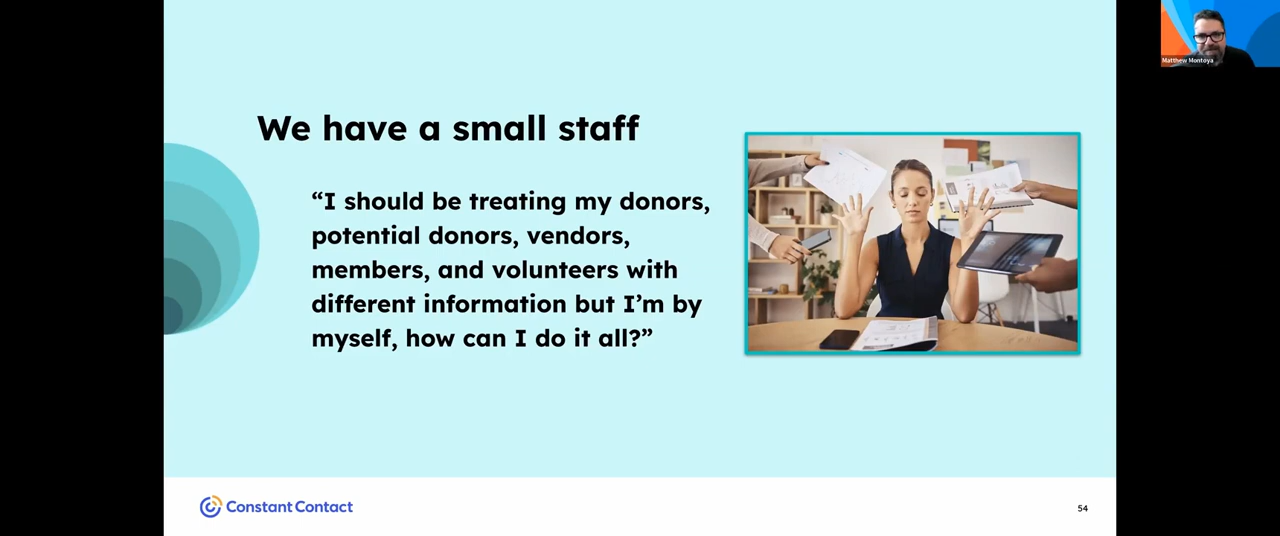 Matthew Montoya
We have a small staff
“I should be treating my donors,
potential donors, vendors,
members, and volunteers with
different information but I’m by
myself, how can I do it all?”
Constant Contact
54